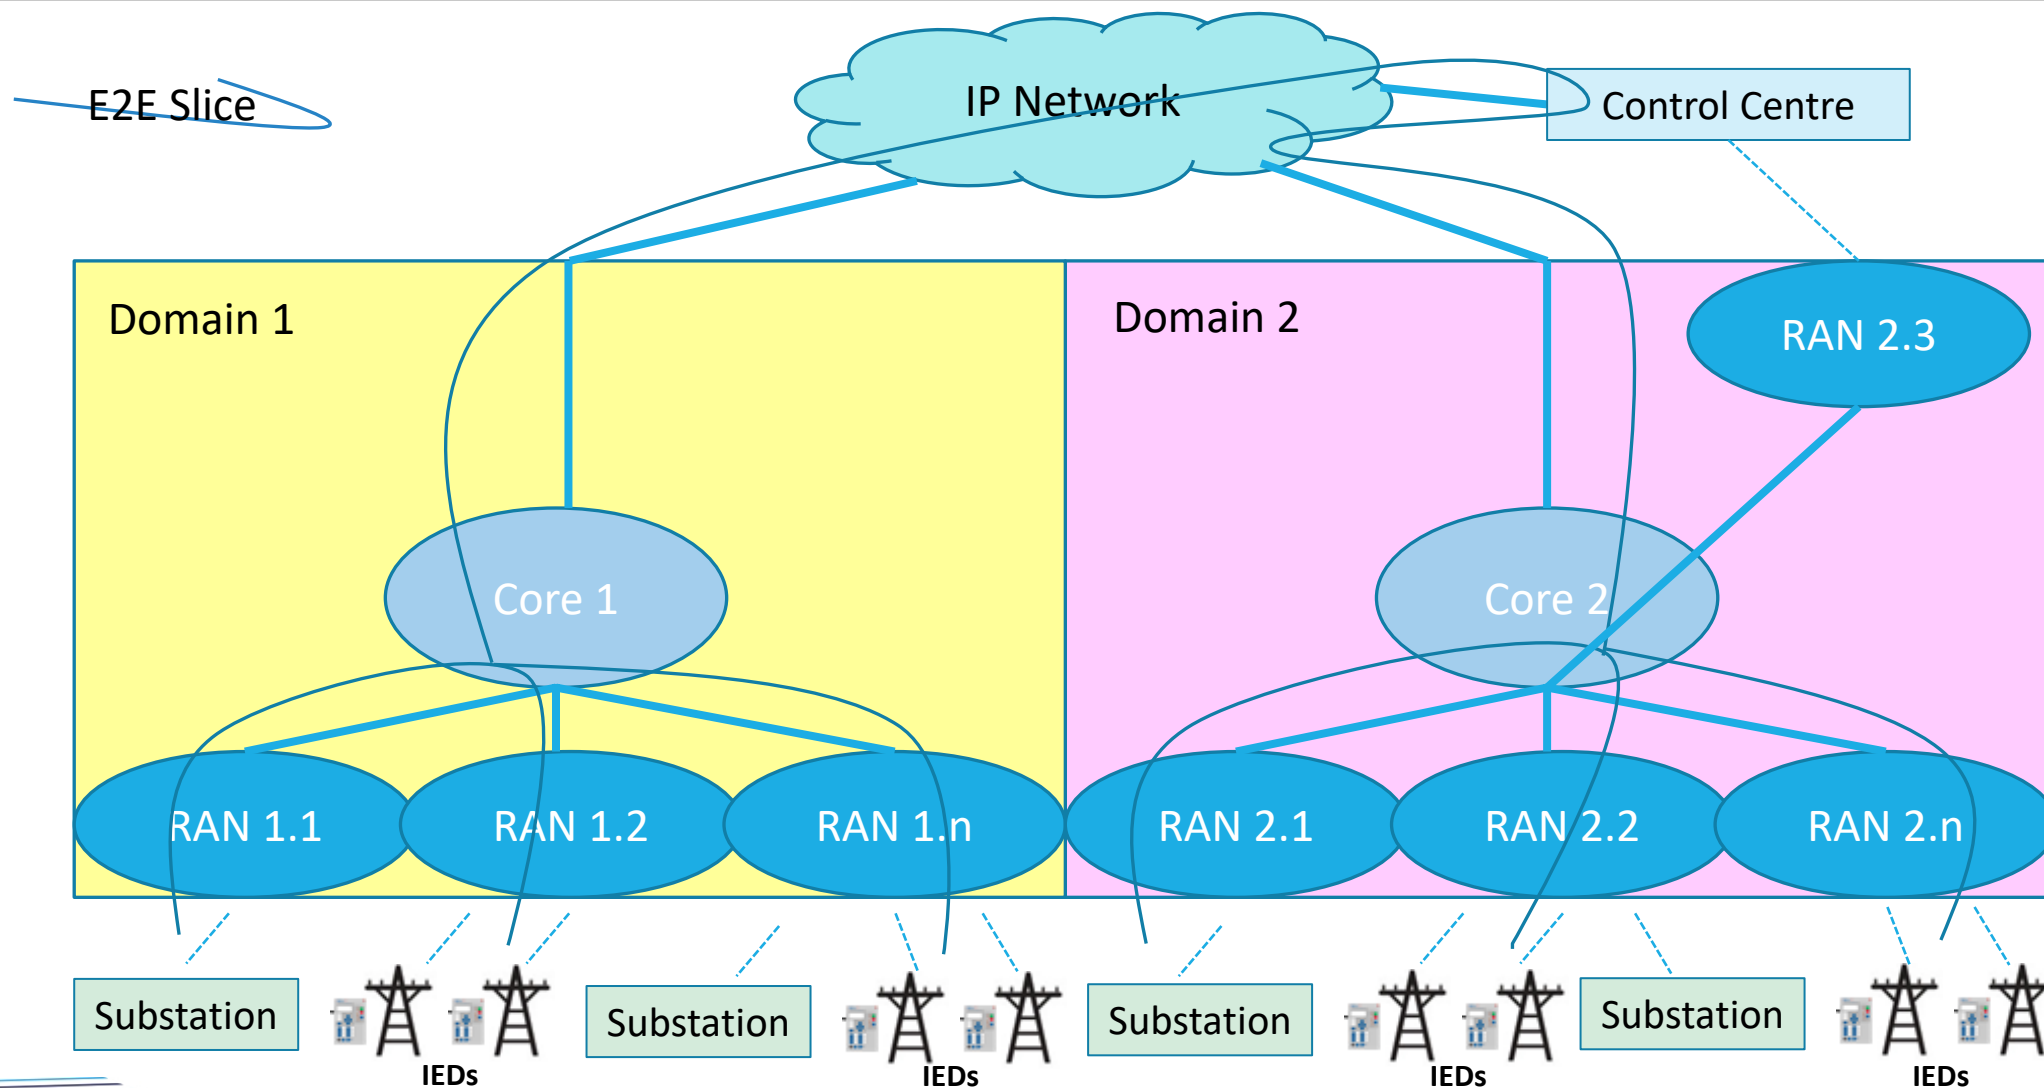 E2E Slice
IP Network
Control Centre
Domain 1
Domain 2
RAN 2.3
Core 1
Core 2
RAN 1.1
RAN 1.2
RAN 1.n
RAN 2.1
RAN 2.2
RAN 2.n
Substation
Substation
Substation
Substation
IEDs
IEDs
IEDs
IEDs